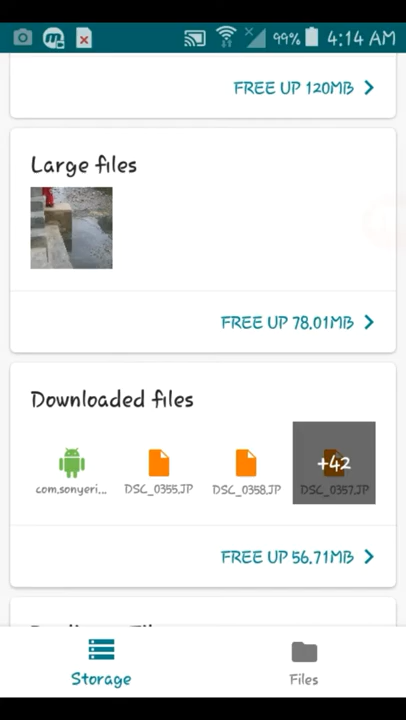 99% 4:14 AM
FREE UP 120MB
Large files
FREE UP 78.01MB
Downloaded files
+42
com.sonyeri... DSC_0355.JP DSC_0358.JP DSC_0357.JP
FREE UP 56.71MB
Storage Files